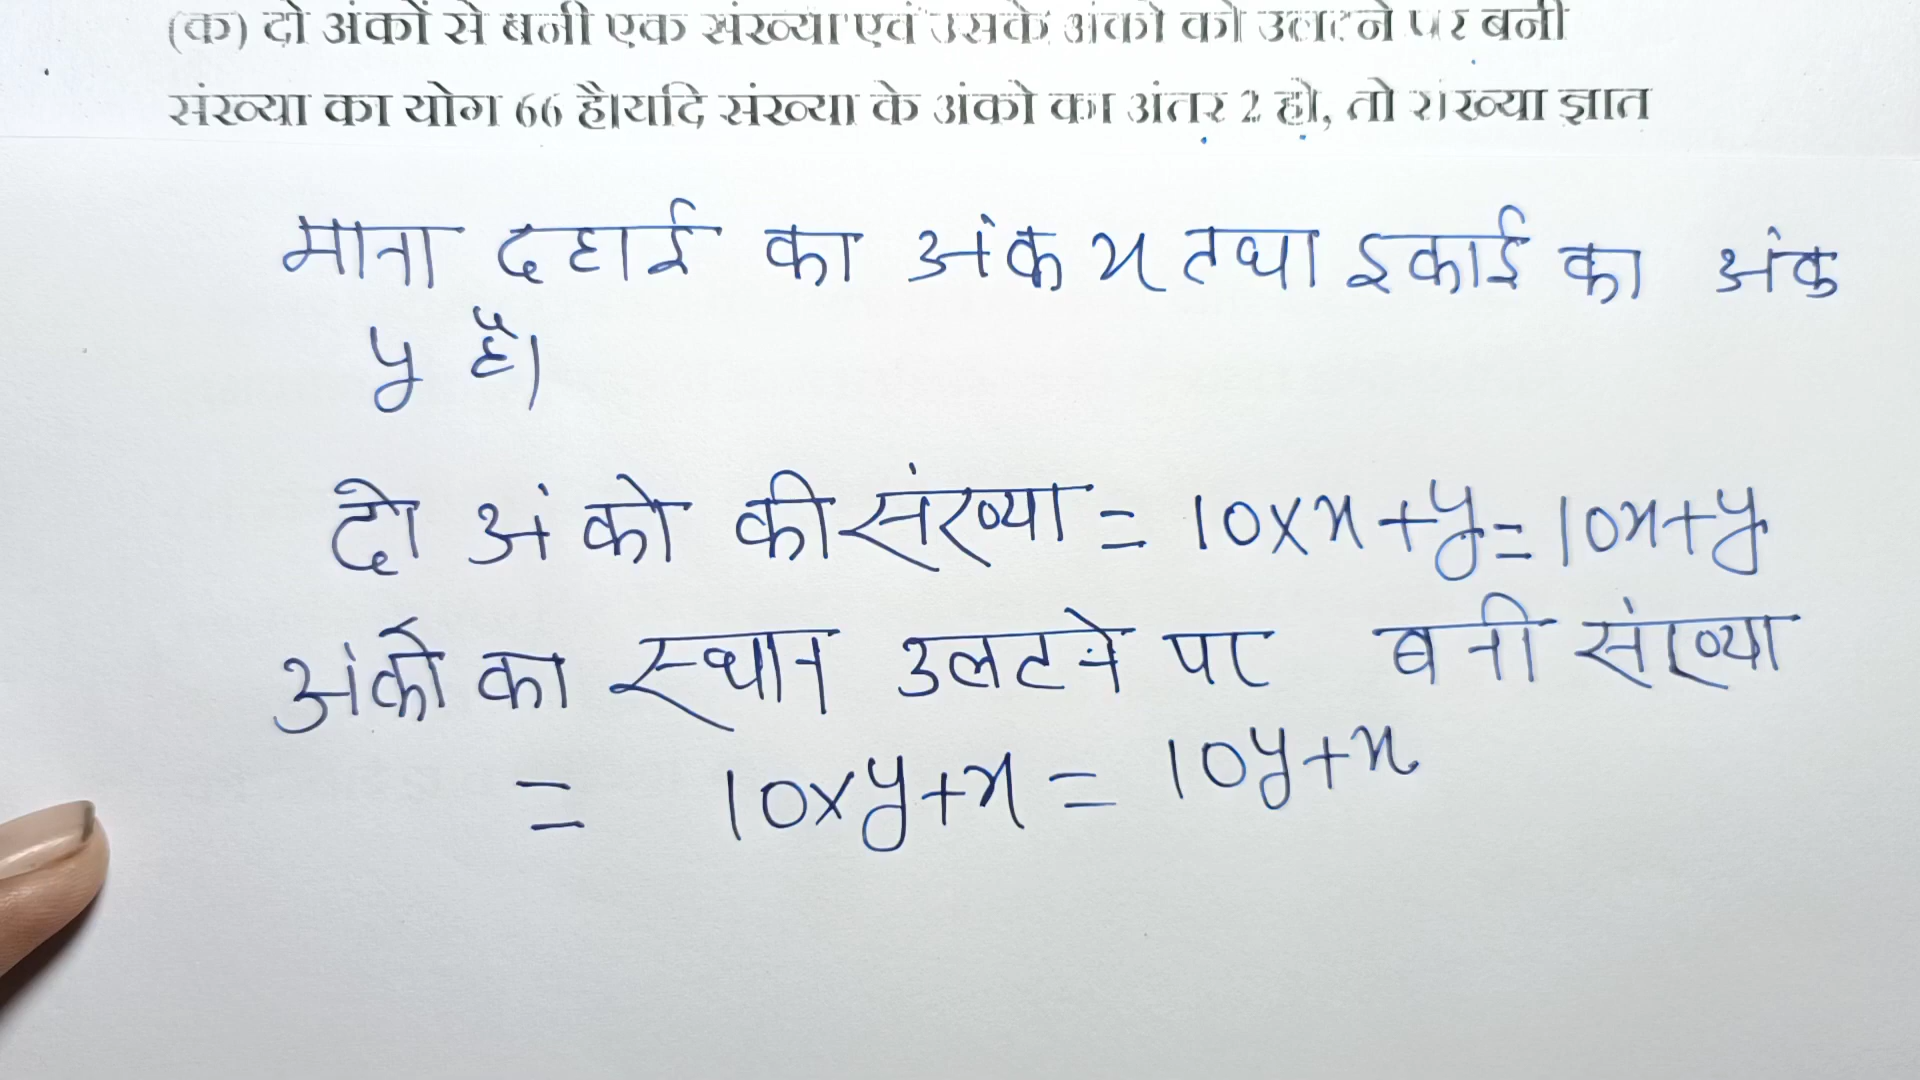 (क) दो अंकों से बनी एक संख्या एवं उसके अंको को उलटने पर बनी
संख्या का योग 66 है।यदि संख्या के अंको का अंतर 2 हो, तो संख्या ज्ञात
माना दहाई का अंक x तथा इकाई का अंक
y है।
दो अंको की संख्या = 10×x+y=10x+y
अंको का स्थान उलटने पर बनी संख्या
= 10×y+x = 10y+x